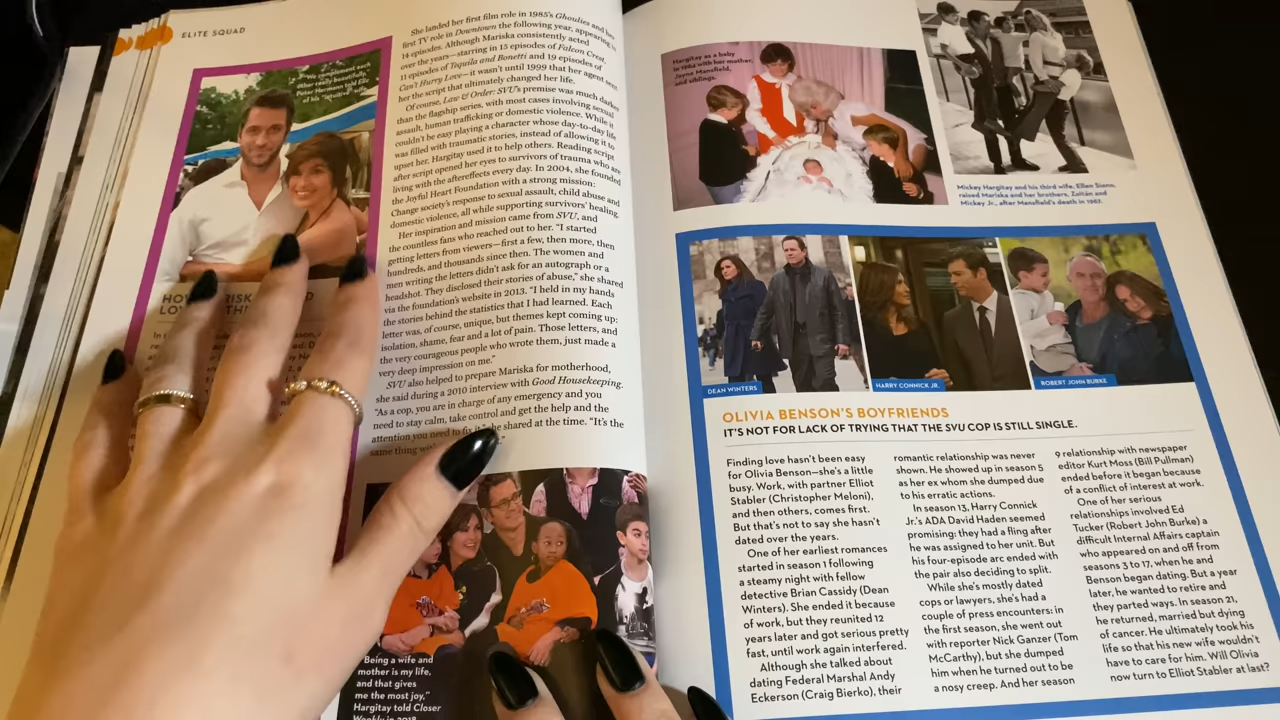 ELITE SQUAD
"We complement each
other really beautifully,"
Peter Hermann told Elle
of his "intuitive" wife.
She landed her first film role in 1985's Ghoulies and her
first TV role in Downtown the following year, appearing in
14 episodes. Although Mariska consistently acted
over the years—starring in 15 episodes of Falcon Crest,
11 episodes of Tequila and Bonetti and 19 episodes of
Can't Hurry Love—it wasn't until 1999 that her agent sent
her the script that ultimately changed her life.
Of course, Law & Order: SVU's premise was much darker
than the flagship series, with most cases involving sexual
assault, human trafficking or domestic violence. While it
couldn't be easy playing a character whose day-to-day life
was filled with traumatic stories, instead of allowing it to
upset her, Hargitay used it to help others. Reading script
after script opened her eyes to survivors of trauma who are
living with the aftereffects every day. In 2004, she founded
the Joyful Heart Foundation with a strong mission:
Change society's response to sexual assault, child abuse and
domestic violence, all while supporting survivors' healing.
Her inspiration and mission came from SVU, and
the countless fans who reached out to her. "I started
getting letters from viewers—first a few, then more, then
hundreds, and thousands since then. The women and
men writing the letters didn't ask for an autograph or a
headshot. They disclosed their stories of abuse," she shared
via the foundation's website in 2013. "I held in my hands
the stories behind the statistics that I had learned. Each
letter was, of course, unique, but themes kept coming up:
isolation, shame, fear and a lot of pain. Those letters, and
the very courageous people who wrote them, just made a
very deep impression on me."
SVU also helped to prepare Mariska for motherhood,
she said during a 2010 interview with Good Housekeeping.
"As a cop, you are in charge of any emergency and you
need to stay calm, take control and get the help and the
attention you need to fix it," she shared at the time. "It's the
same thing
"Being a wife and
mother is my life,
and that gives
me the most joy,"
Hargitay told Closer
Weekly in 2018.
Hargitay as a baby
in 1964 with her mother,
Jayne Mansfield,
and siblings.
Mickey Hargitay and his third wife, Ellen Siano,
raised Mariska and her brothers, Zoltán and
Mickey Jr., after Mansfield's death in 1967.
DEAN WINTERS
HARRY CONNICK JR.
ROBERT JOHN BURKE
OLIVIA BENSON'S BOYFRIENDS
IT'S NOT FOR LACK OF TRYING THAT THE SVU COP IS STILL SINGLE.
Finding love hasn't been easy
for Olivia Benson—she's a little
busy. Work, with partner Elliot
Stabler (Christopher Meloni),
and then others, comes first.
But that's not to say she hasn't
dated over the years.
One of her earliest romances
started in season 1 following
a steamy night with fellow
detective Brian Cassidy (Dean
Winters). She ended it because
of work, but they reunited 12
years later and got serious pretty
fast, until work again interfered.
Although she talked about
dating Federal Marshal Andy
Eckerson (Craig Bierko), their
romantic relationship was never
shown. He showed up in season 5
as her ex whom she dumped due
to his erratic actions.
In season 13, Harry Connick
Jr.'s ADA David Haden seemed
promising: they had a fling after
he was assigned to her unit. But
his four-episode arc ended with
the pair also deciding to split.
While she's mostly dated
cops or lawyers, she's had a
couple of press encounters: in
the first season, she went out
with reporter Nick Ganzer (Tom
McCarthy), but she dumped
him when he turned out to be
a nosy creep. And her season
9 relationship with newspaper
editor Kurt Moss (Bill Pullman)
ended before it began because
of a conflict of interest at work.
One of her serious
relationships involved Ed
Tucker (Robert John Burke) a
difficult Internal Affairs captain
who appeared on and off from
seasons 3 to 17, when he and
Benson began dating. But a year
later, he wanted to retire and
they parted ways. In season 21,
he returned, married but dying
of cancer. He ultimately took his
life so that his new wife wouldn't
have to care for him. Will Olivia
now turn to Elliot Stabler at last?